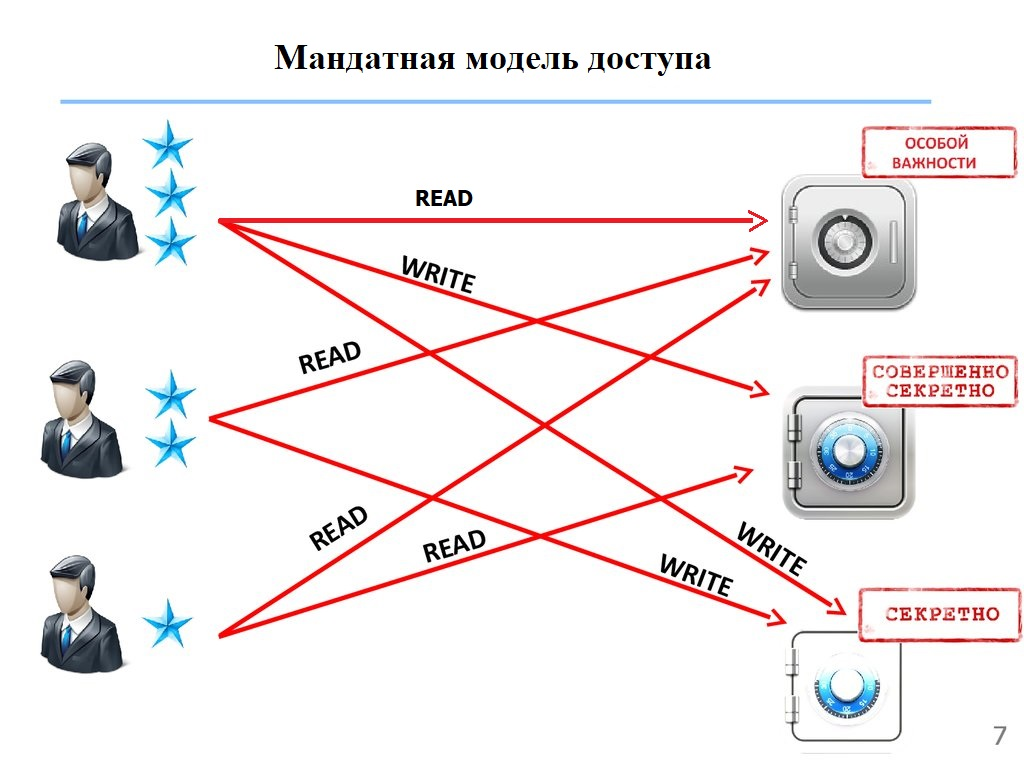 Мандатная модель доступа
ОСОБОЙ
ВАЖНОСТИ
READ
WRITE
READ
СОВЕРШЕННО
СЕКРЕТНО
READ
READ
WRITE
WRITE
СЕКРЕТНО
7